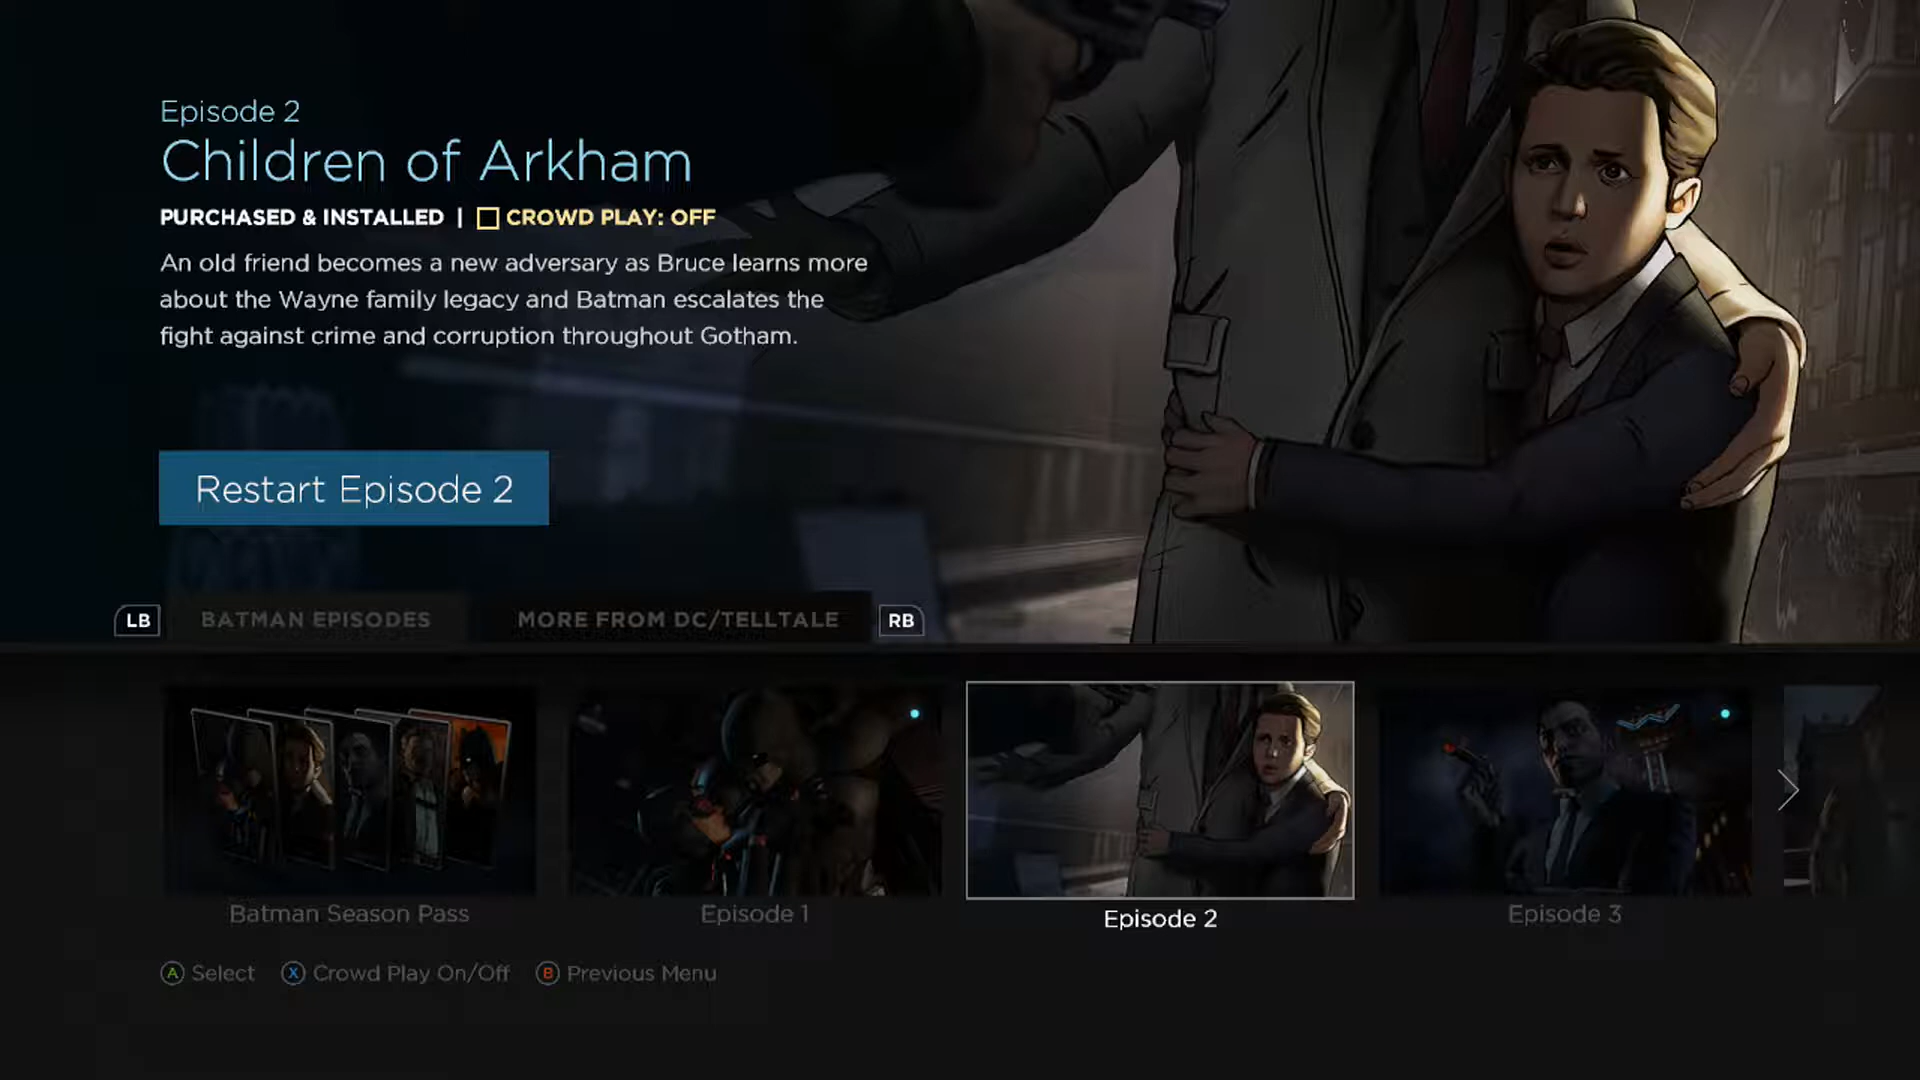 Episode 2
Children of Arkham
PURCHASED & INSTALLED | CROWD PLAY: OFF
An old friend becomes a new adversary as Bruce learns more
about the Wayne family legacy and Batman escalates the
fight against crime and corruption throughout Gotham.
Restart Episode 2
LB BATMAN EPISODES MORE FROM DC/TELLTALE RB
Batman Season Pass Episode 1 Episode 2 Episode 3
A Select X Crowd Play On/Off B Previous Menu